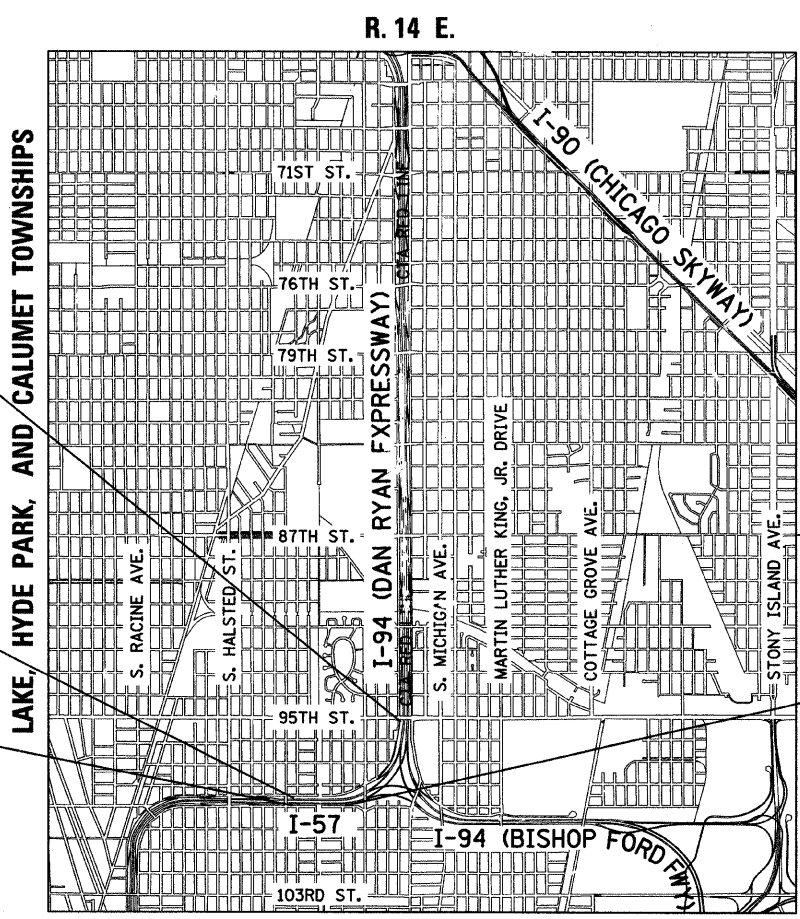 R. 14 E.
LAKE, HYDE PARK, AND CALUMET TOWNSHIPS
I-90 (CHICAGO SKYWAY)
71ST ST.
CTA RED LINE
76TH ST.
79TH ST.
I-94 (DAN RYAN EXPRESSWAY)
87TH ST.
S. RACINE AVE.
S. HALSTED ST.
S. MICHIGAN AVE.
MARTIN LUTHER KING, JR. DRIVE
COTTAGE GROVE AVE.
STONY ISLAND AVE.
CTA RED L
95TH ST.
I-57
I-94 (BISHOP FORD FWY)
103RD ST.